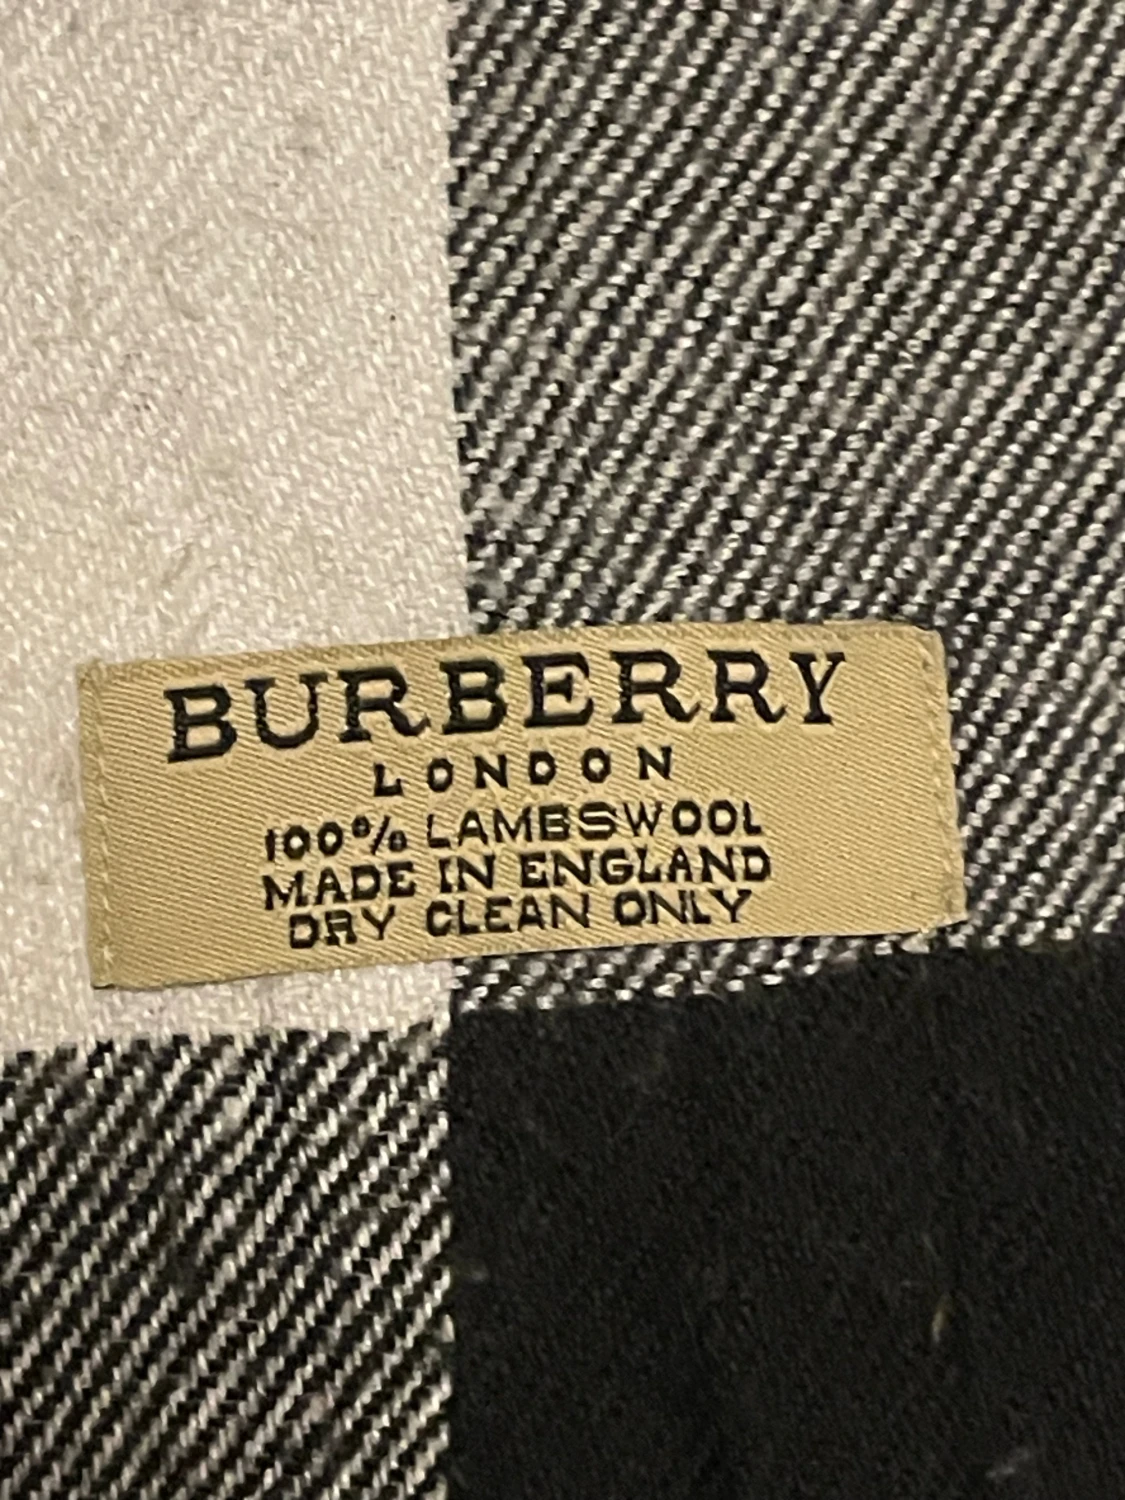 BURBERRY
LONDON
100% LAMBSWOOL
MADE IN ENGLAND
DRY CLEAN ONLY